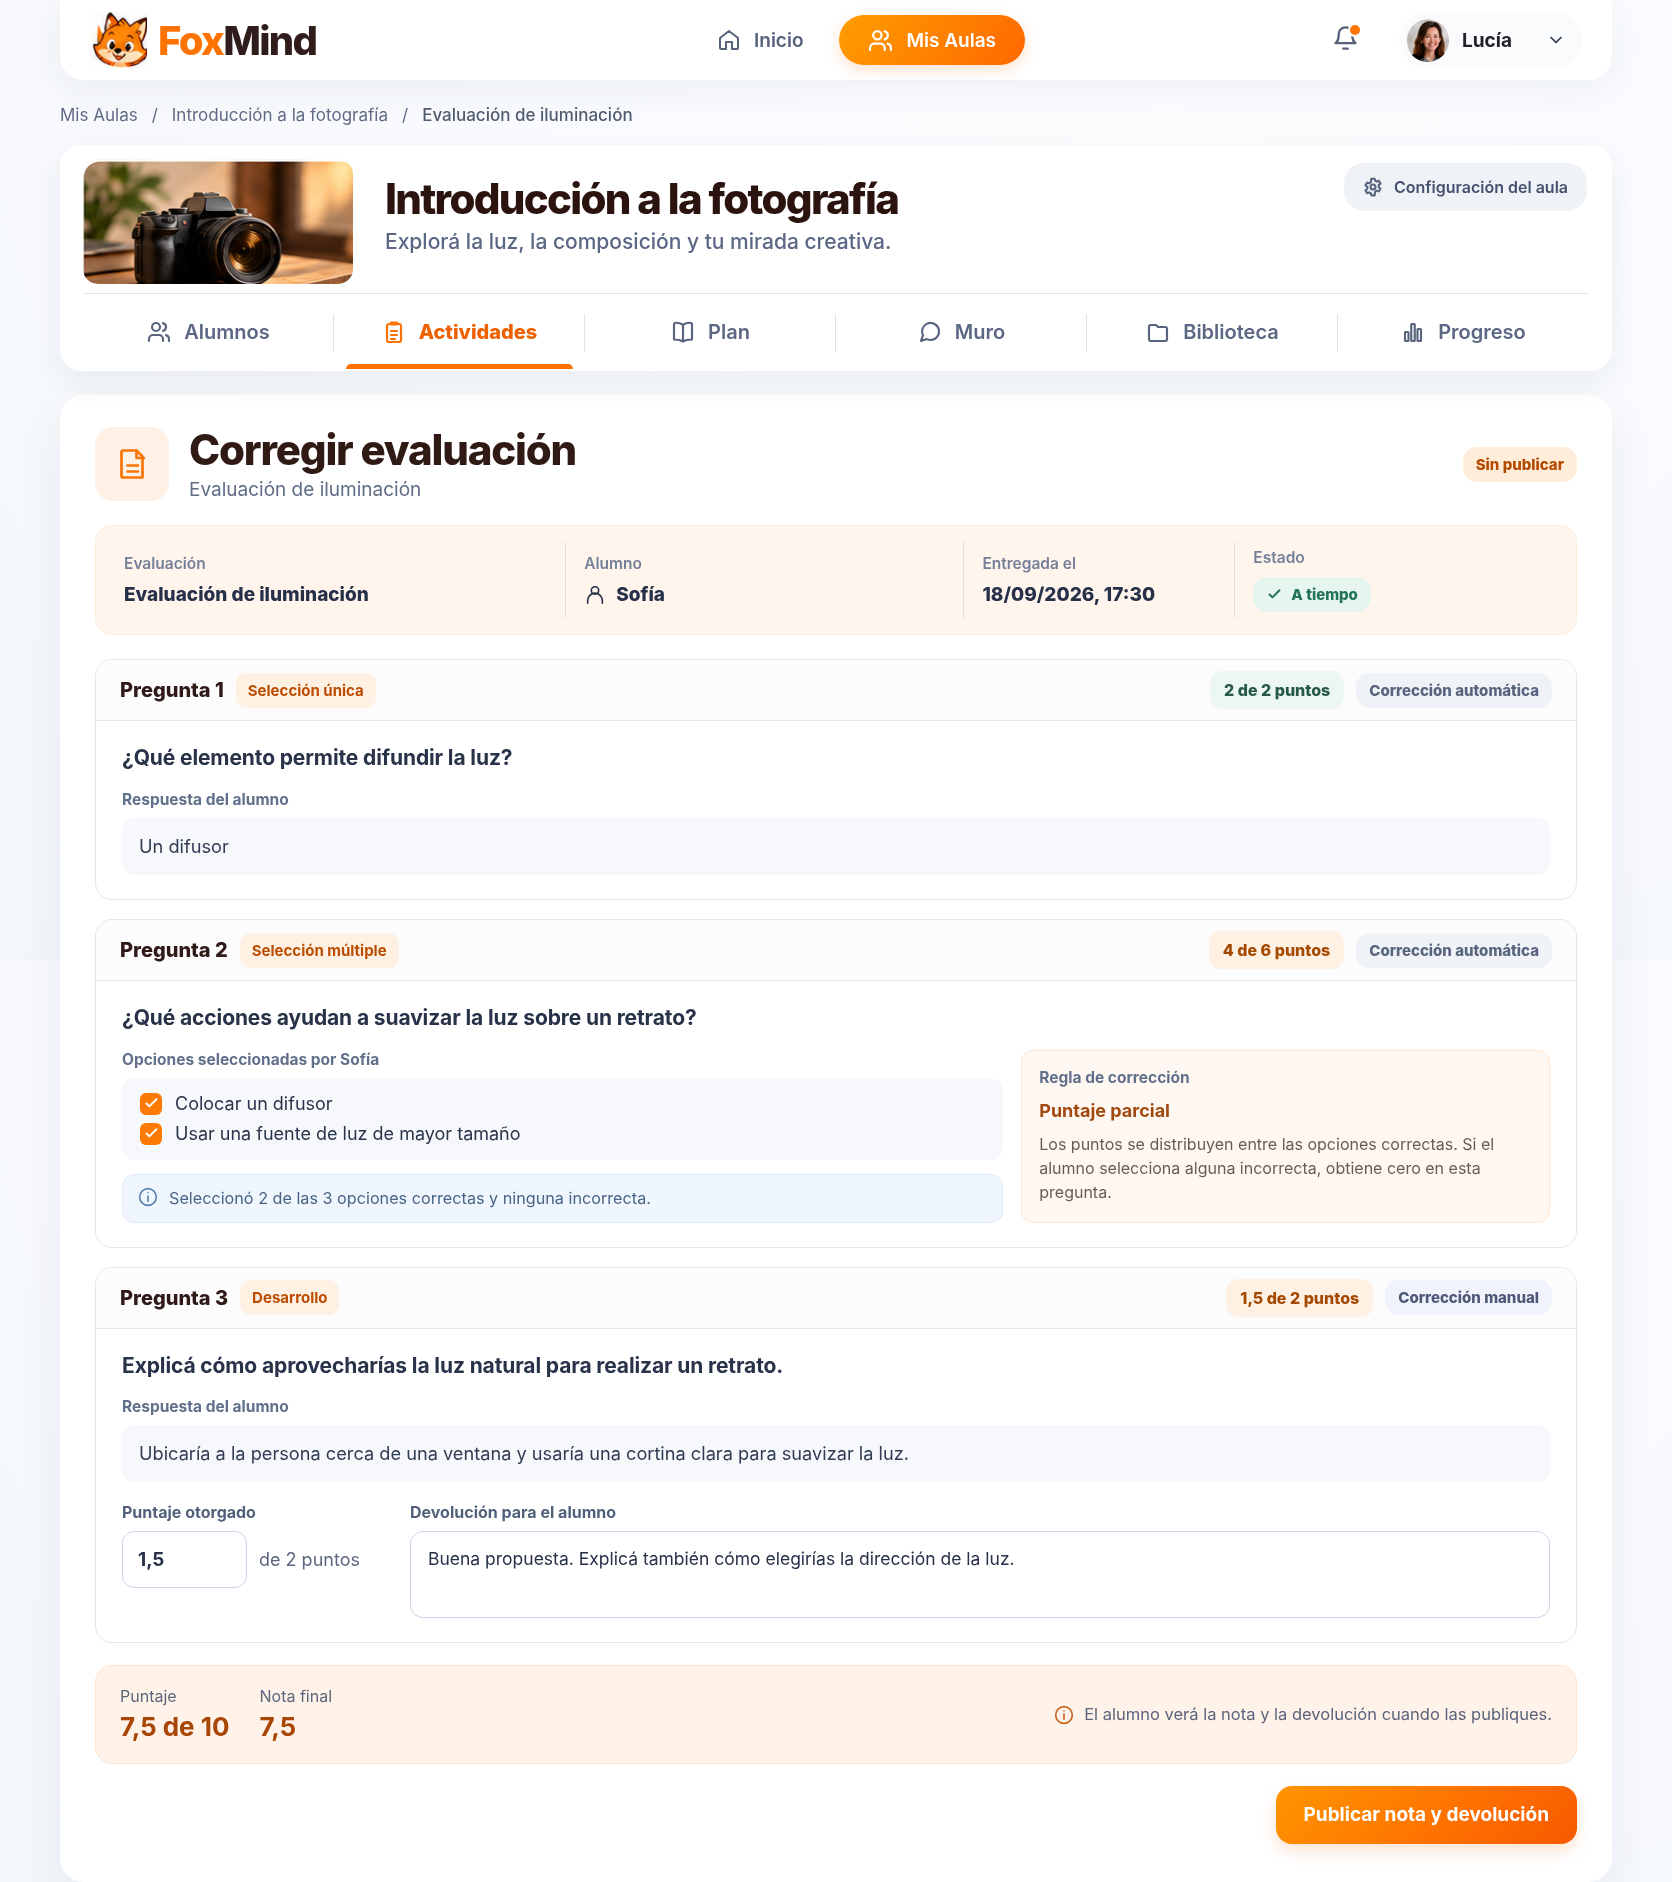 FoxMind
Inicio
Mis Aulas
Lucía
Mis Aulas / Introducción a la fotografía / Evaluación de iluminación
Introducción a la fotografía
Explorá la luz, la composición y tu mirada creativa.
Configuración del aula
Alumnos
Actividades
Plan
Muro
Biblioteca
Progreso
Corregir evaluación
Evaluación de iluminación
Sin publicar
Evaluación
Evaluación de iluminación
Alumno
Sofía
Entregada el
18/09/2026, 17:30
Estado
A tiempo
Pregunta 1
Selección única
2 de 2 puntos
Corrección automática
¿Qué elemento permite difundir la luz?
Respuesta del alumno
Un difusor
Pregunta 2
Selección múltiple
4 de 6 puntos
Corrección automática
¿Qué acciones ayudan a suavizar la luz sobre un retrato?
Opciones seleccionadas por Sofía
Colocar un difusor
Usar una fuente de luz de mayor tamaño
Seleccionó 2 de las 3 opciones correctas y ninguna incorrecta.
Regla de corrección
Puntaje parcial
Los puntos se distribuyen entre las opciones correctas. Si el
alumno selecciona alguna incorrecta, obtiene cero en esta
pregunta.
Pregunta 3
Desarrollo
1,5 de 2 puntos
Corrección manual
Explicá cómo aprovecharías la luz natural para realizar un retrato.
Respuesta del alumno
Ubicaría a la persona cerca de una ventana y usaría una cortina clara para suavizar la luz.
Puntaje otorgado
1,5
de 2 puntos
Devolución para el alumno
Buena propuesta. Explicá también cómo elegirías la dirección de la luz.
Puntaje
7,5 de 10
Nota final
7,5
El alumno verá la nota y la devolución cuando las publiques.
Publicar nota y devolución